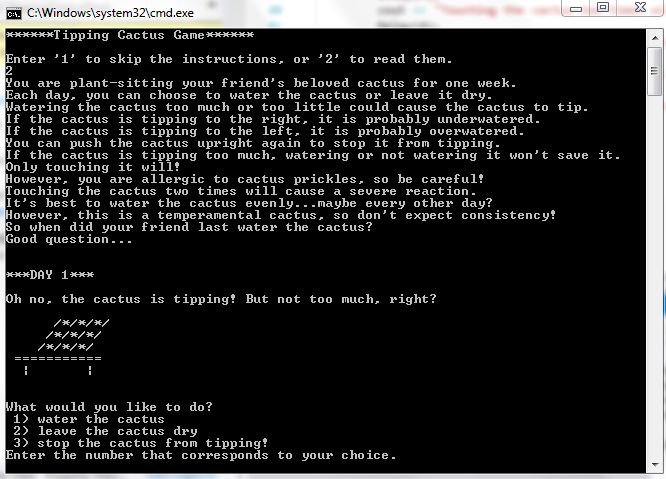 C:\Windows\system32\cmd.exe
******Tipping Cactus Game******
Enter '1' to skip the instructions, or '2' to read them.
2
You are plant-sitting your friend's beloved cactus for one week.
Each day, you can choose to water the cactus or leave it dry.
Watering the cactus too much or too little could cause the cactus to tip.
If the cactus is tipping to the right, it is probably underwatered.
If the cactus is tipping to the left, it is probably overwatered.
You can push the cactus upright again to stop it from tipping.
If the cactus is tipping too much, watering or not watering it won't save it.
Only touching it will!
However, you are allergic to cactus prickles, so be careful!
Touching the cactus two times will cause a severe reaction.
It's best to water the cactus evenly...maybe every other day?
However, this is a temperamental cactus, so don't expect consistency!
So when did your friend last water the cactus?
Good question...
***DAY 1***
Oh no, the cactus is tipping! But not too much, right?
/*/*/*/
/*/*/*/
/*/*/*/
===========
¦ ¦
What would you like to do?
1) water the cactus
2) leave the cactus dry
3) stop the cactus from tipping!
Enter the number that corresponds to your choice.